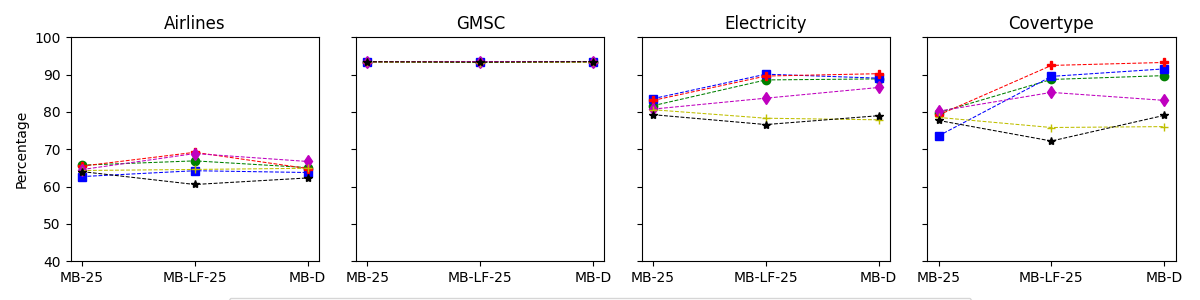 Airlines GMSC Electricity Covertype
100
90
80
70
60
50
40
Percentage
MB-25 MB-LF-25 MB-D MB-25 MB-LF-25 MB-D MB-25 MB-LF-25 MB-D MB-25 MB-LF-25 MB-D